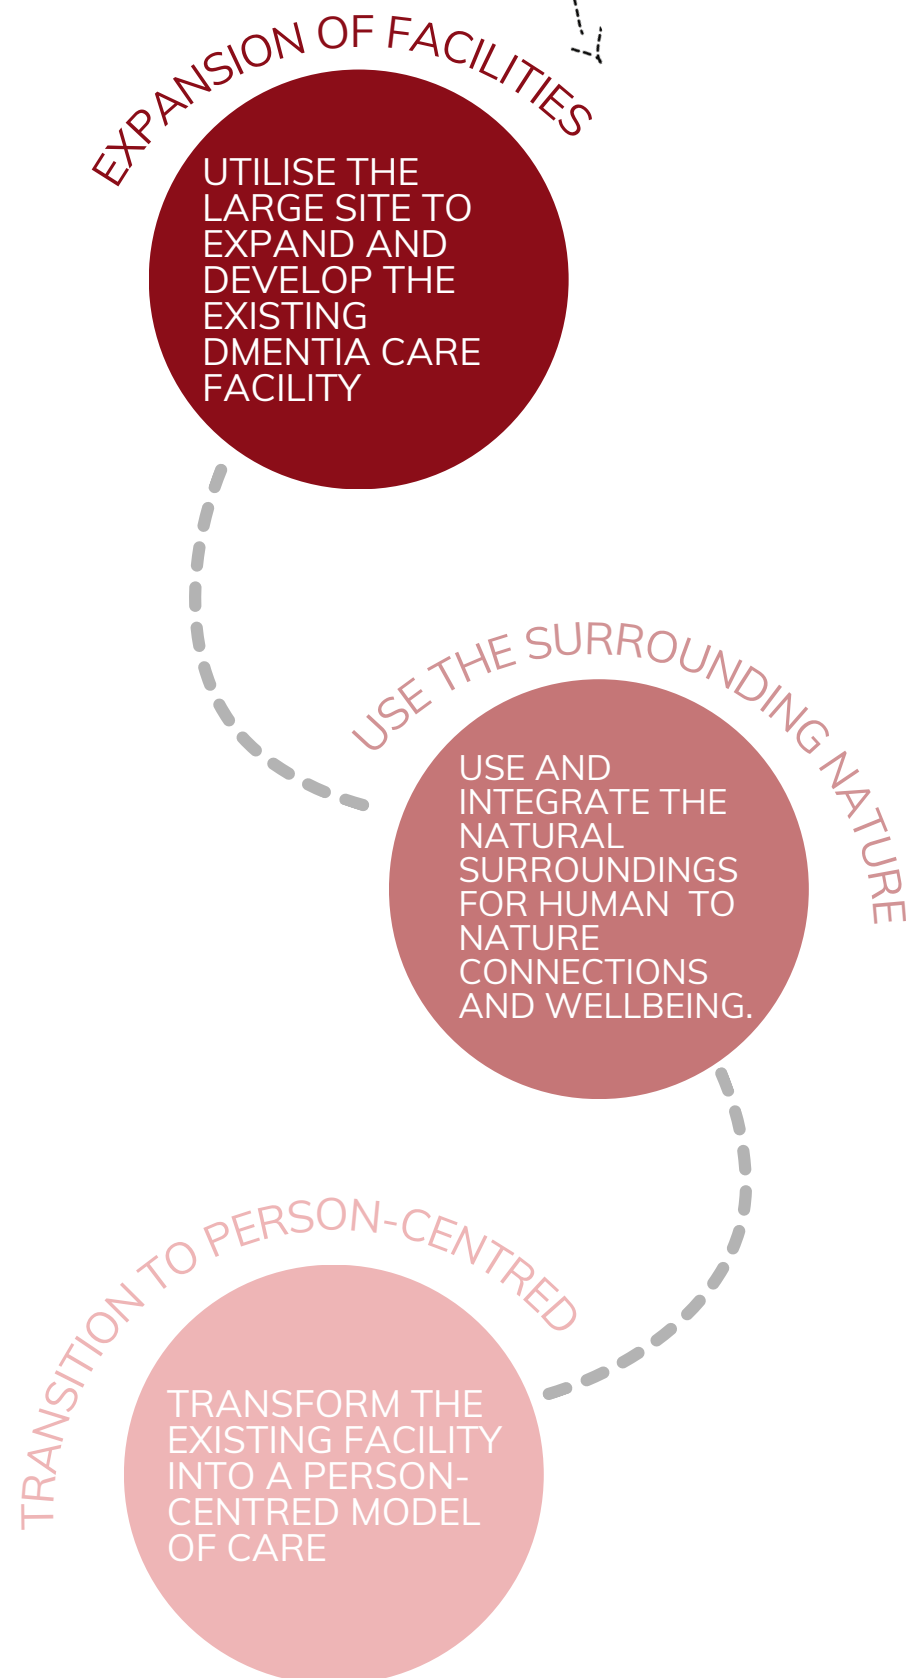 EXPANSION OF FACILITIES
UTILISE THE
LARGE SITE TO
EXPAND AND
DEVELOP THE
EXISTING
DMENTIA CARE
FACILITY
USE THE SURROUNDING NATURE
USE AND
INTEGRATE THE
NATURAL
SURROUNDINGS
FOR HUMAN  TO
NATURE
CONNECTIONS
AND WELLBEING.
TRANSITION TO PERSON-CENTRED
TRANSFORM THE
EXISTING FACILITY
INTO A PERSON-
CENTRED MODEL
OF CARE